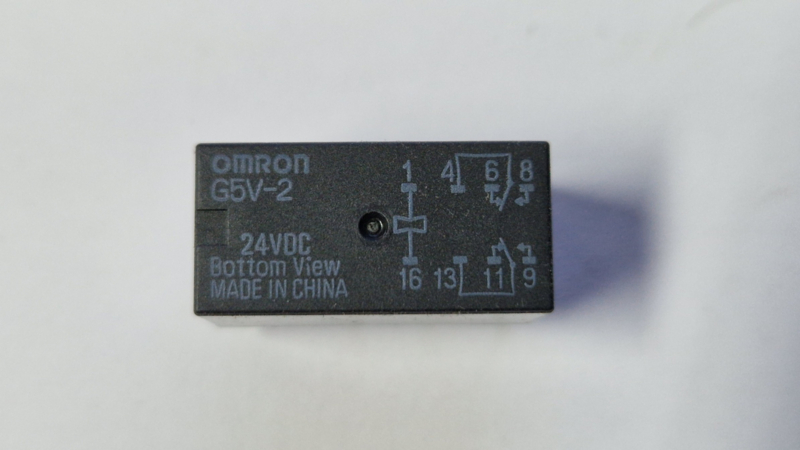 omron
G5V-2
24VDC
Bottom View
MADE IN CHINA
1 4 6 8
16 13 11 9